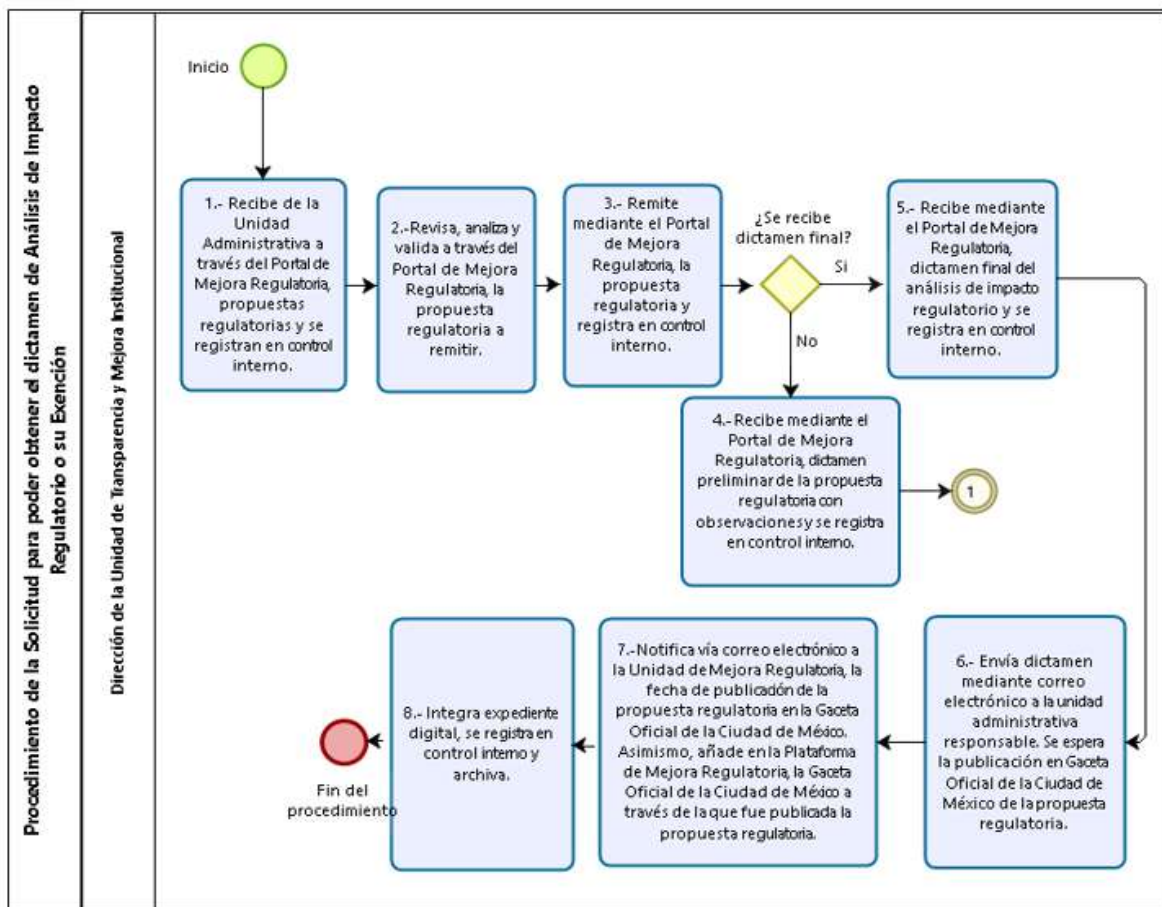 Procedimiento de la Solicitud para poder obtener el dictamen de Análisis de Impacto
Regulatorio o su Exención
Dirección de la Unidad de Transparencia y Mejora Institucional
Inicio
1.- Recibe de la
Unidad
Administrativa a
través del Portal de
Mejora Regulatoria,
propuestas
regulatorias y se
registran en control
interno.
2.-Revisa, analiza y
valida a través del
Portal de Mejora
Regulatoria, la
propuesta
regulatoria a
remitir.
3.- Remite
mediante el Portal
de Mejora
Regulatoria, la
propuesta
regulatoria y
registra en control
interno.
¿Se recibe
dictamen final?
Si
No
5.- Recibe mediante
el Portal de Mejora
Regulatoria,
dictamen final del
análisis de impacto
regulatorio y se
registra en control
interno.
4.- Recibe mediante el
Portal de Mejora
Regulatoria, dictamen
preliminar de la propuesta
regulatoria con
observaciones y se registra
en control interno.
1
6.- Envía dictamen
mediante correo
electrónico a la unidad
administrativa
responsable. Se espera
la publicación en Gaceta
Oficial de la Ciudad de
México de la propuesta
regulatoria.
7.-Notifica vía correo electrónico a
la Unidad de Mejora Regulatoria, la
fecha de publicación de la
propuesta regulatoria en la Gaceta
Oficial de la Ciudad de México.
Asimismo, añade en la Plataforma
de Mejora Regulatoria, la Gaceta
Oficial de la Ciudad de México a
través de la que fue publicada la
propuesta regulatoria.
8.- Integra expediente
digital, se registra en
control interno y
archiva.
Fin del
procedimiento